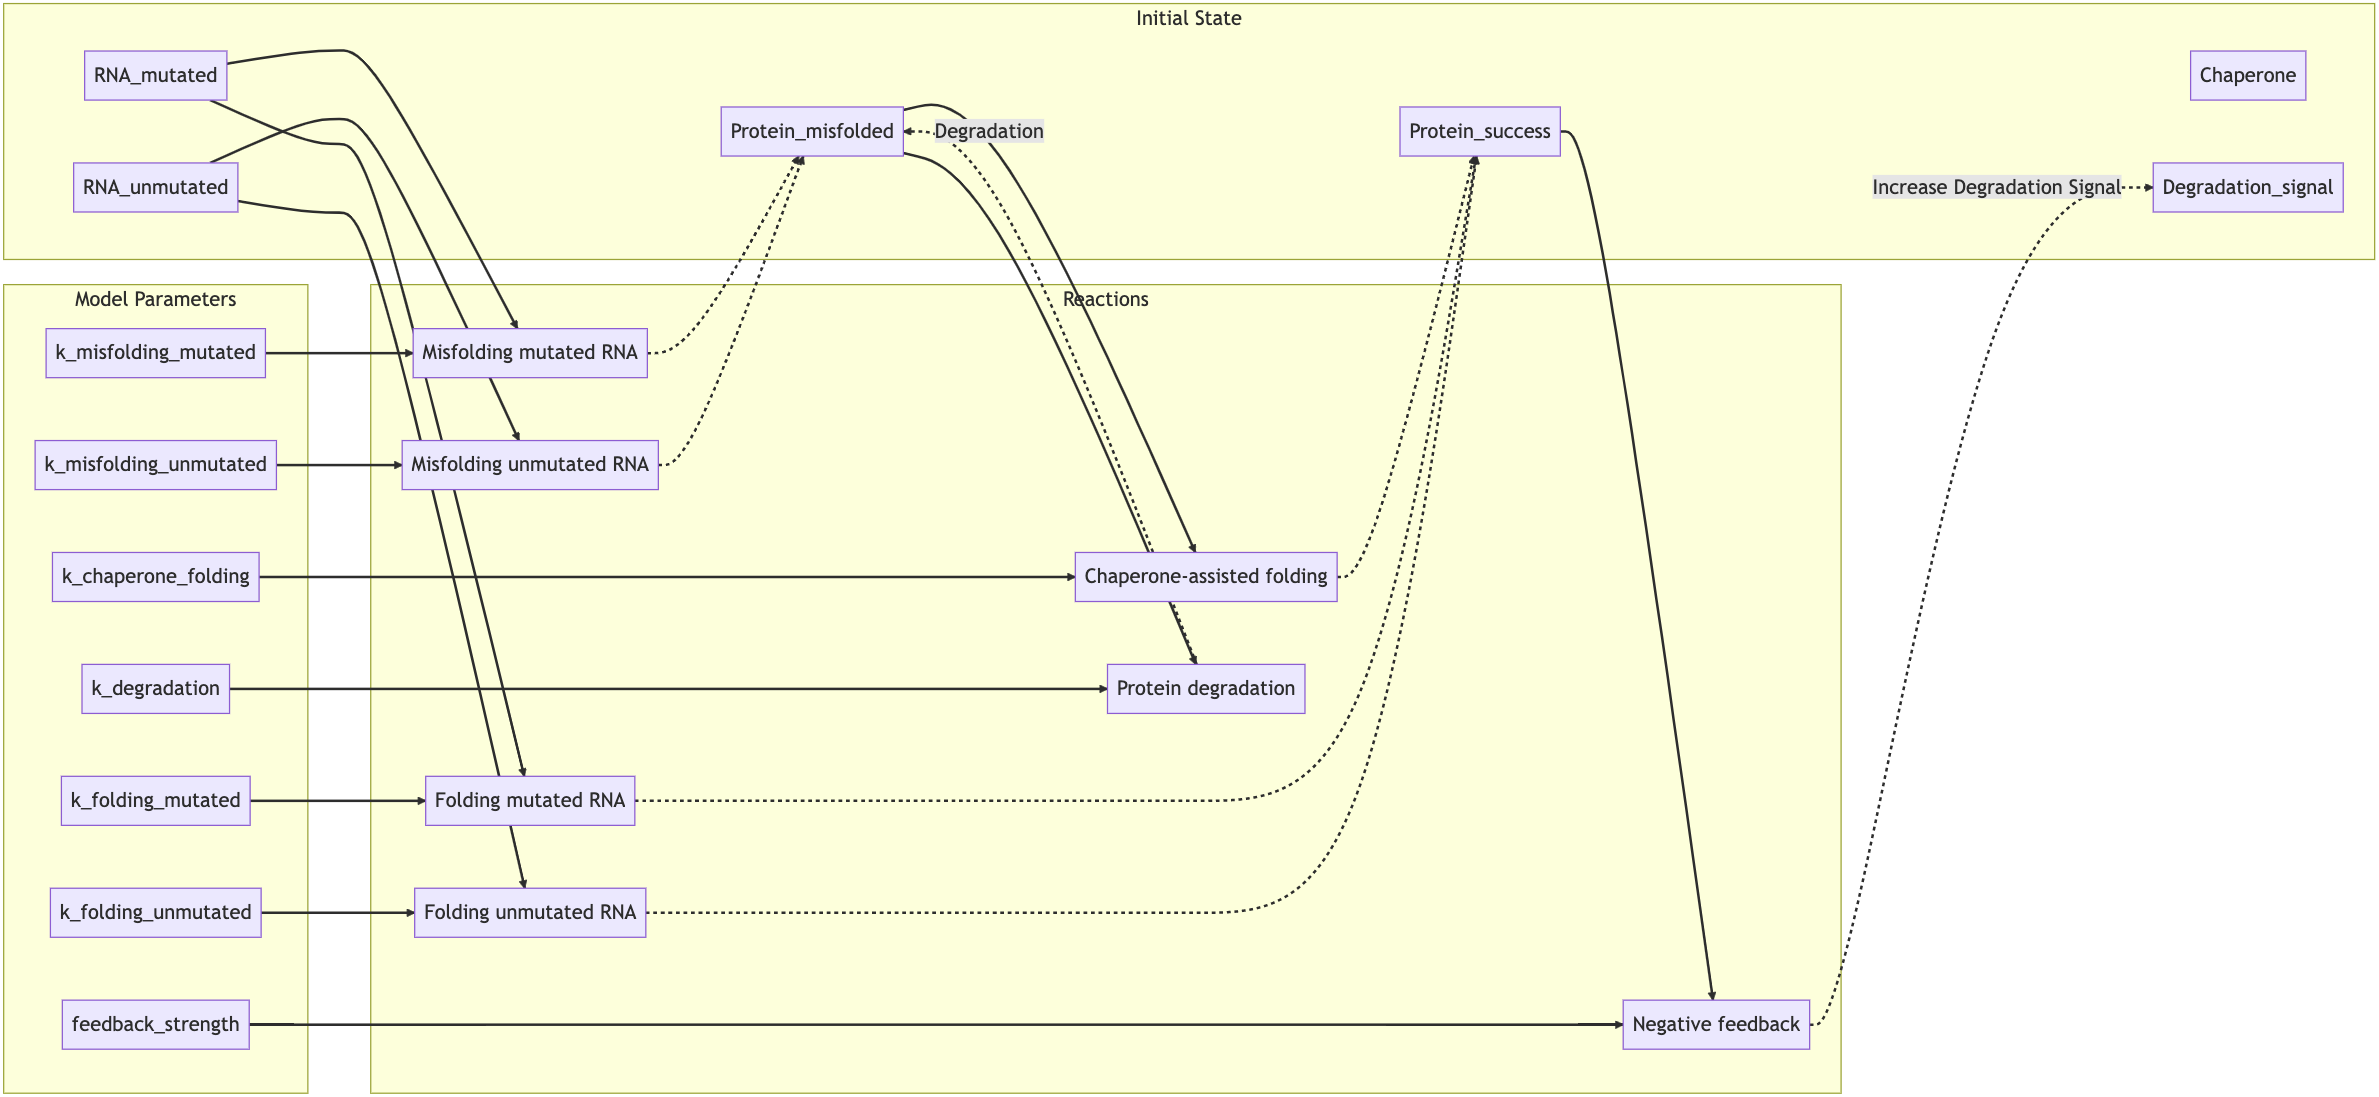 Initial State
RNA_mutated
Chaperone
Protein_misfolded
Degradation
Protein_success
RNA_unmutated
Increase Degradation Signal
Degradation_signal
Model Parameters
Reactions
k_misfolding_mutated
Misfolding mutated RNA
k_misfolding_unmutated
Misfolding unmutated RNA
k_chaperone_folding
Chaperone-assisted folding
k_degradation
Protein degradation
k_folding_mutated
Folding mutated RNA
k_folding_unmutated
Folding unmutated RNA
feedback_strength
Negative feedback